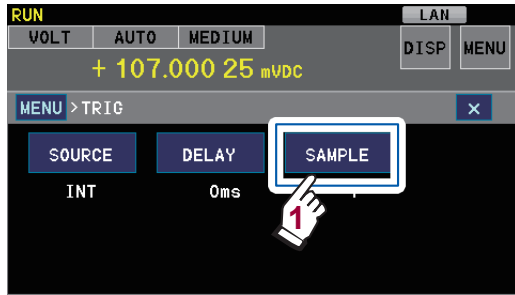 RUN LAN
VOLT AUTO MEDIUM DISP MENU
+ 107.000 25 mVDC
MENU >TRIG ×
SOURCE DELAY SAMPLE
INT 0ms
1